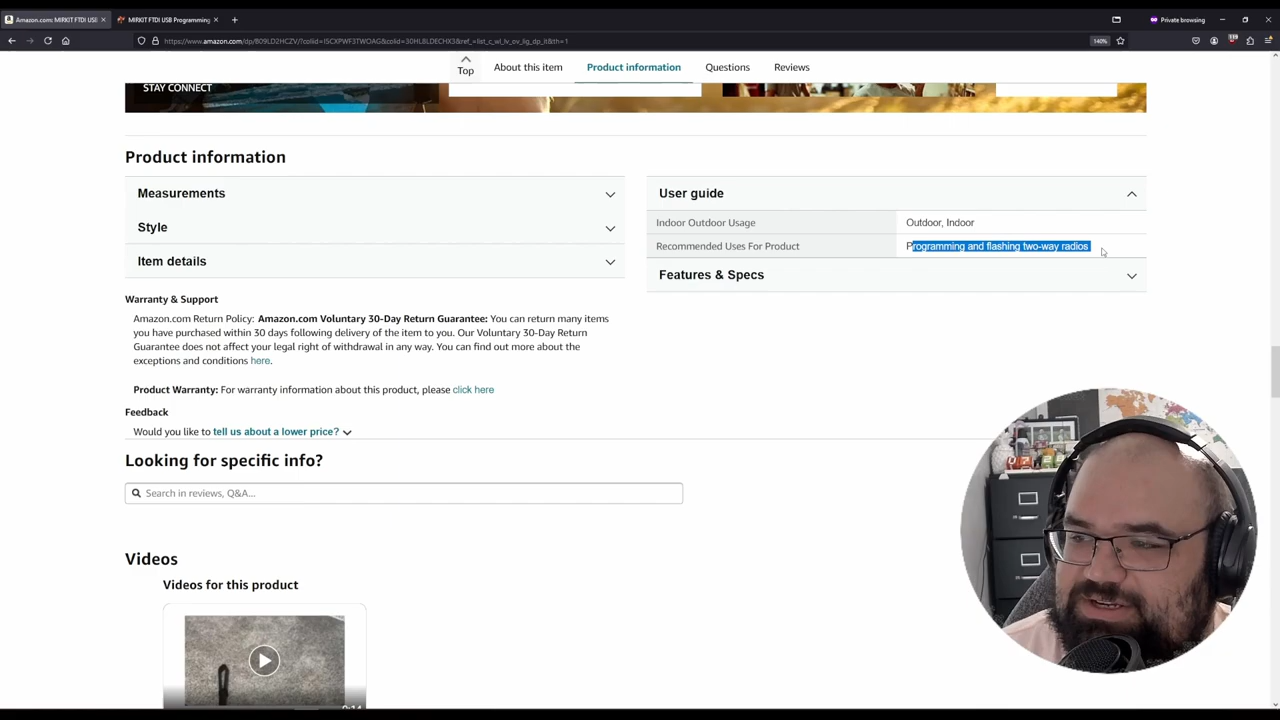 Amazon.com: MIRKIT FTDI USB
MIRKIT FTDI USB Programming
Private browsing
140%
Top
About this item
Product information
Questions
Reviews
STAY CONNECT
Product information
Measurements
Style
Item details
User guide
Indoor Outdoor Usage
Outdoor, Indoor
Recommended Uses For Product
Programming and flashing two-way radios
Features & Specs
Warranty & Support
Amazon.com Return Policy: Amazon.com Voluntary 30-Day Return Guarantee: You can return many items
you have purchased within 30 days following delivery of the item to you. Our Voluntary 30-Day Return
Guarantee does not affect your legal right of withdrawal in any way. You can find out more about the
exceptions and conditions here.
Product Warranty: For warranty information about this product, please click here
Feedback
Would you like to tell us about a lower price?
Looking for specific info?
Search in reviews, Q&A...
Videos
Videos for this product
0:14